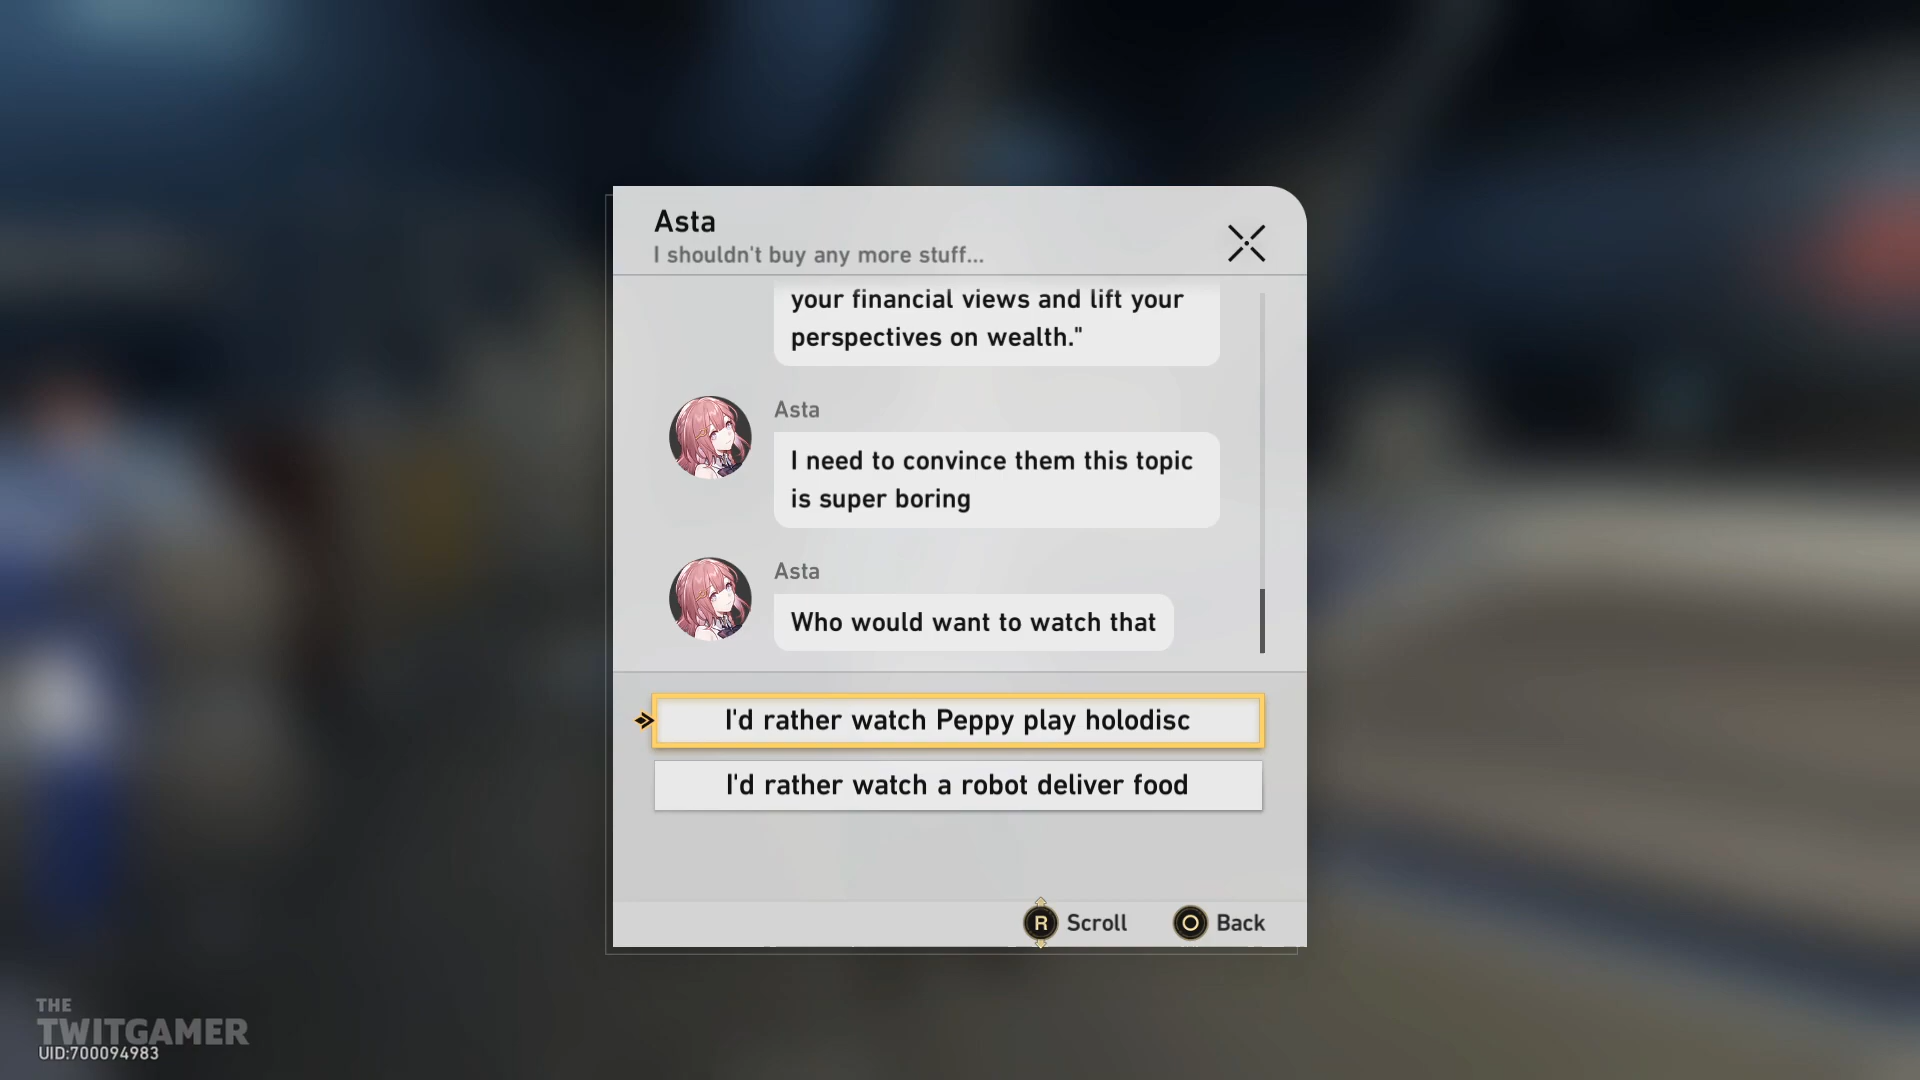 Asta
I shouldn't buy any more stuff...
your financial views and lift your
perspectives on wealth."
Asta
I need to convince them this topic
is super boring
Asta
Who would want to watch that
I'd rather watch Peppy play holodisc
I'd rather watch a robot deliver food
R Scroll
Back
THE
TWITGAMER
UID:700094983